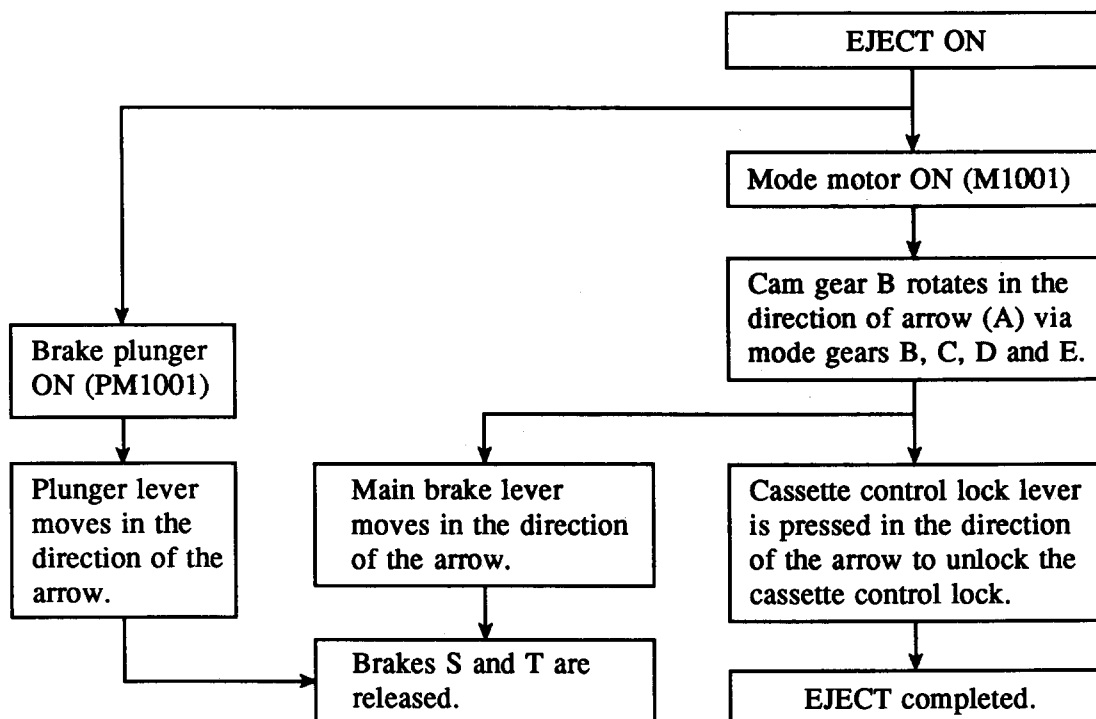 EJECT ON
Mode motor ON (M1001)
Cam gear B rotates in the
direction of arrow (A) via
mode gears B, C, D and E.
Brake plunger
ON (PM1001)
Plunger lever
moves in the
direction of the
arrow.
Main brake lever
moves in the direction
of the arrow.
Cassette control lock lever
is pressed in the direction
of the arrow to unlock the
cassette control lock.
Brakes S and T are
released.
EJECT completed.